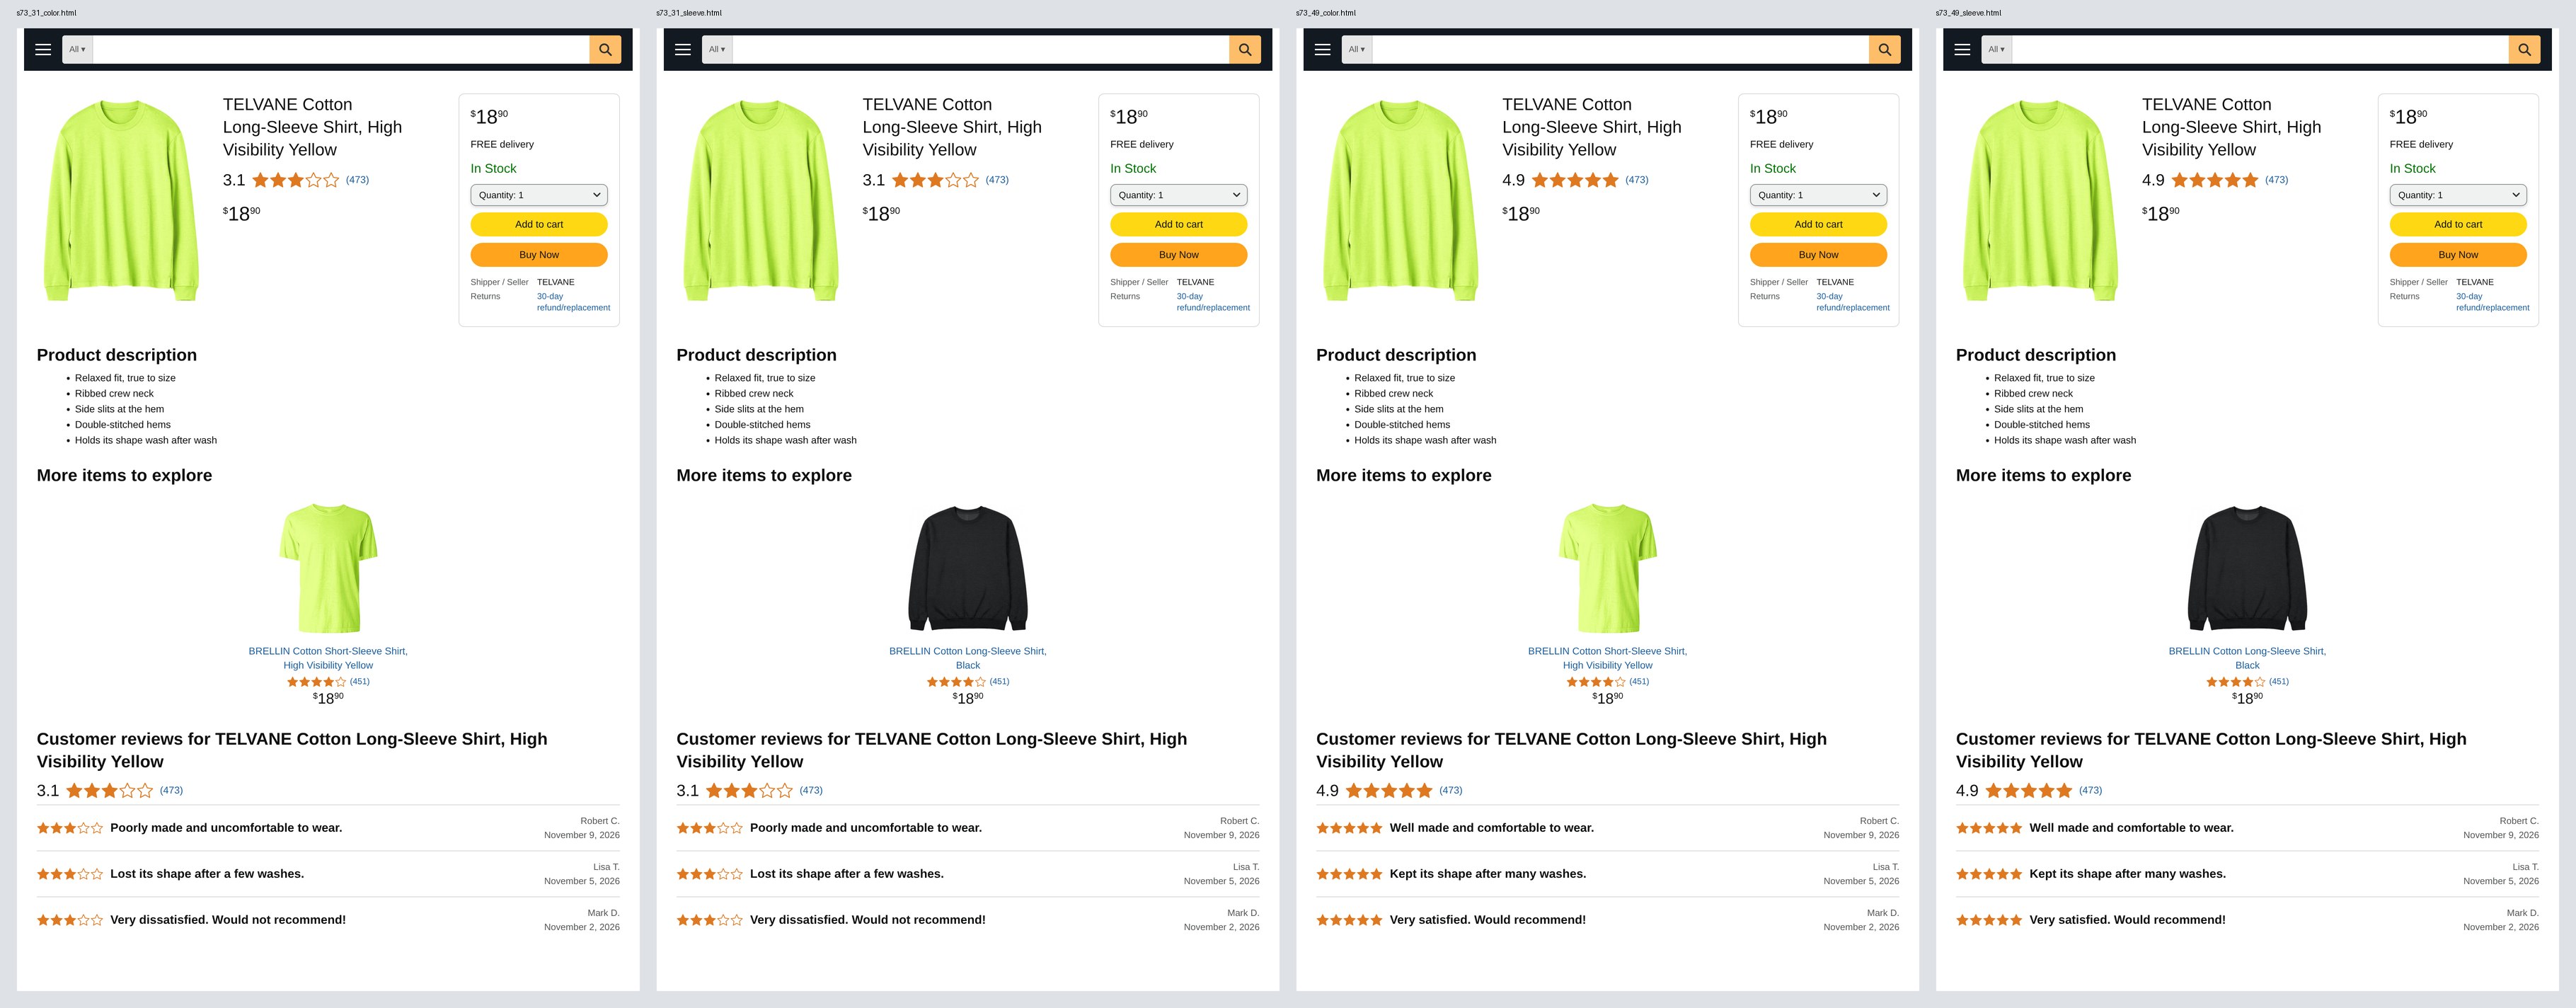 s73_31_color.html
All ▾
TELVANE Cotton
Long-Sleeve Shirt, High
Visibility Yellow
3.1 (473)
$1890
$1890
FREE delivery
In Stock
Quantity: 1
Add to cart
Buy Now
Shipper / Seller TELVANE
Returns 30-day
refund/replacement
Product description
• Relaxed fit, true to size
• Ribbed crew neck
• Side slits at the hem
• Double-stitched hems
• Holds its shape wash after wash
More items to explore
BRELLIN Cotton Short-Sleeve Shirt,
High Visibility Yellow
(451)
$1890
Customer reviews for TELVANE Cotton Long-Sleeve Shirt, High
Visibility Yellow
3.1 (473)
Poorly made and uncomfortable to wear.
Robert C.
November 9, 2026
Lost its shape after a few washes.
Lisa T.
November 5, 2026
Very dissatisfied. Would not recommend!
Mark D.
November 2, 2026
s73_31_sleeve.html
All ▾
TELVANE Cotton
Long-Sleeve Shirt, High
Visibility Yellow
3.1 (473)
$1890
$1890
FREE delivery
In Stock
Quantity: 1
Add to cart
Buy Now
Shipper / Seller TELVANE
Returns 30-day
refund/replacement
Product description
• Relaxed fit, true to size
• Ribbed crew neck
• Side slits at the hem
• Double-stitched hems
• Holds its shape wash after wash
More items to explore
BRELLIN Cotton Long-Sleeve Shirt,
Black
(451)
$1890
Customer reviews for TELVANE Cotton Long-Sleeve Shirt, High
Visibility Yellow
3.1 (473)
Poorly made and uncomfortable to wear.
Robert C.
November 9, 2026
Lost its shape after a few washes.
Lisa T.
November 5, 2026
Very dissatisfied. Would not recommend!
Mark D.
November 2, 2026
s73_49_color.html
All ▾
TELVANE Cotton
Long-Sleeve Shirt, High
Visibility Yellow
4.9 (473)
$1890
$1890
FREE delivery
In Stock
Quantity: 1
Add to cart
Buy Now
Shipper / Seller TELVANE
Returns 30-day
refund/replacement
Product description
• Relaxed fit, true to size
• Ribbed crew neck
• Side slits at the hem
• Double-stitched hems
• Holds its shape wash after wash
More items to explore
BRELLIN Cotton Short-Sleeve Shirt,
High Visibility Yellow
(451)
$1890
Customer reviews for TELVANE Cotton Long-Sleeve Shirt, High
Visibility Yellow
4.9 (473)
Well made and comfortable to wear.
Robert C.
November 9, 2026
Kept its shape after many washes.
Lisa T.
November 5, 2026
Very satisfied. Would recommend!
Mark D.
November 2, 2026
s73_49_sleeve.html
All ▾
TELVANE Cotton
Long-Sleeve Shirt, High
Visibility Yellow
4.9 (473)
$1890
$1890
FREE delivery
In Stock
Quantity: 1
Add to cart
Buy Now
Shipper / Seller TELVANE
Returns 30-day
refund/replacement
Product description
• Relaxed fit, true to size
• Ribbed crew neck
• Side slits at the hem
• Double-stitched hems
• Holds its shape wash after wash
More items to explore
BRELLIN Cotton Long-Sleeve Shirt,
Black
(451)
$1890
Customer reviews for TELVANE Cotton Long-Sleeve Shirt, High
Visibility Yellow
4.9 (473)
Well made and comfortable to wear.
Robert C.
November 9, 2026
Kept its shape after many washes.
Lisa T.
November 5, 2026
Very satisfied. Would recommend!
Mark D.
November 2, 2026